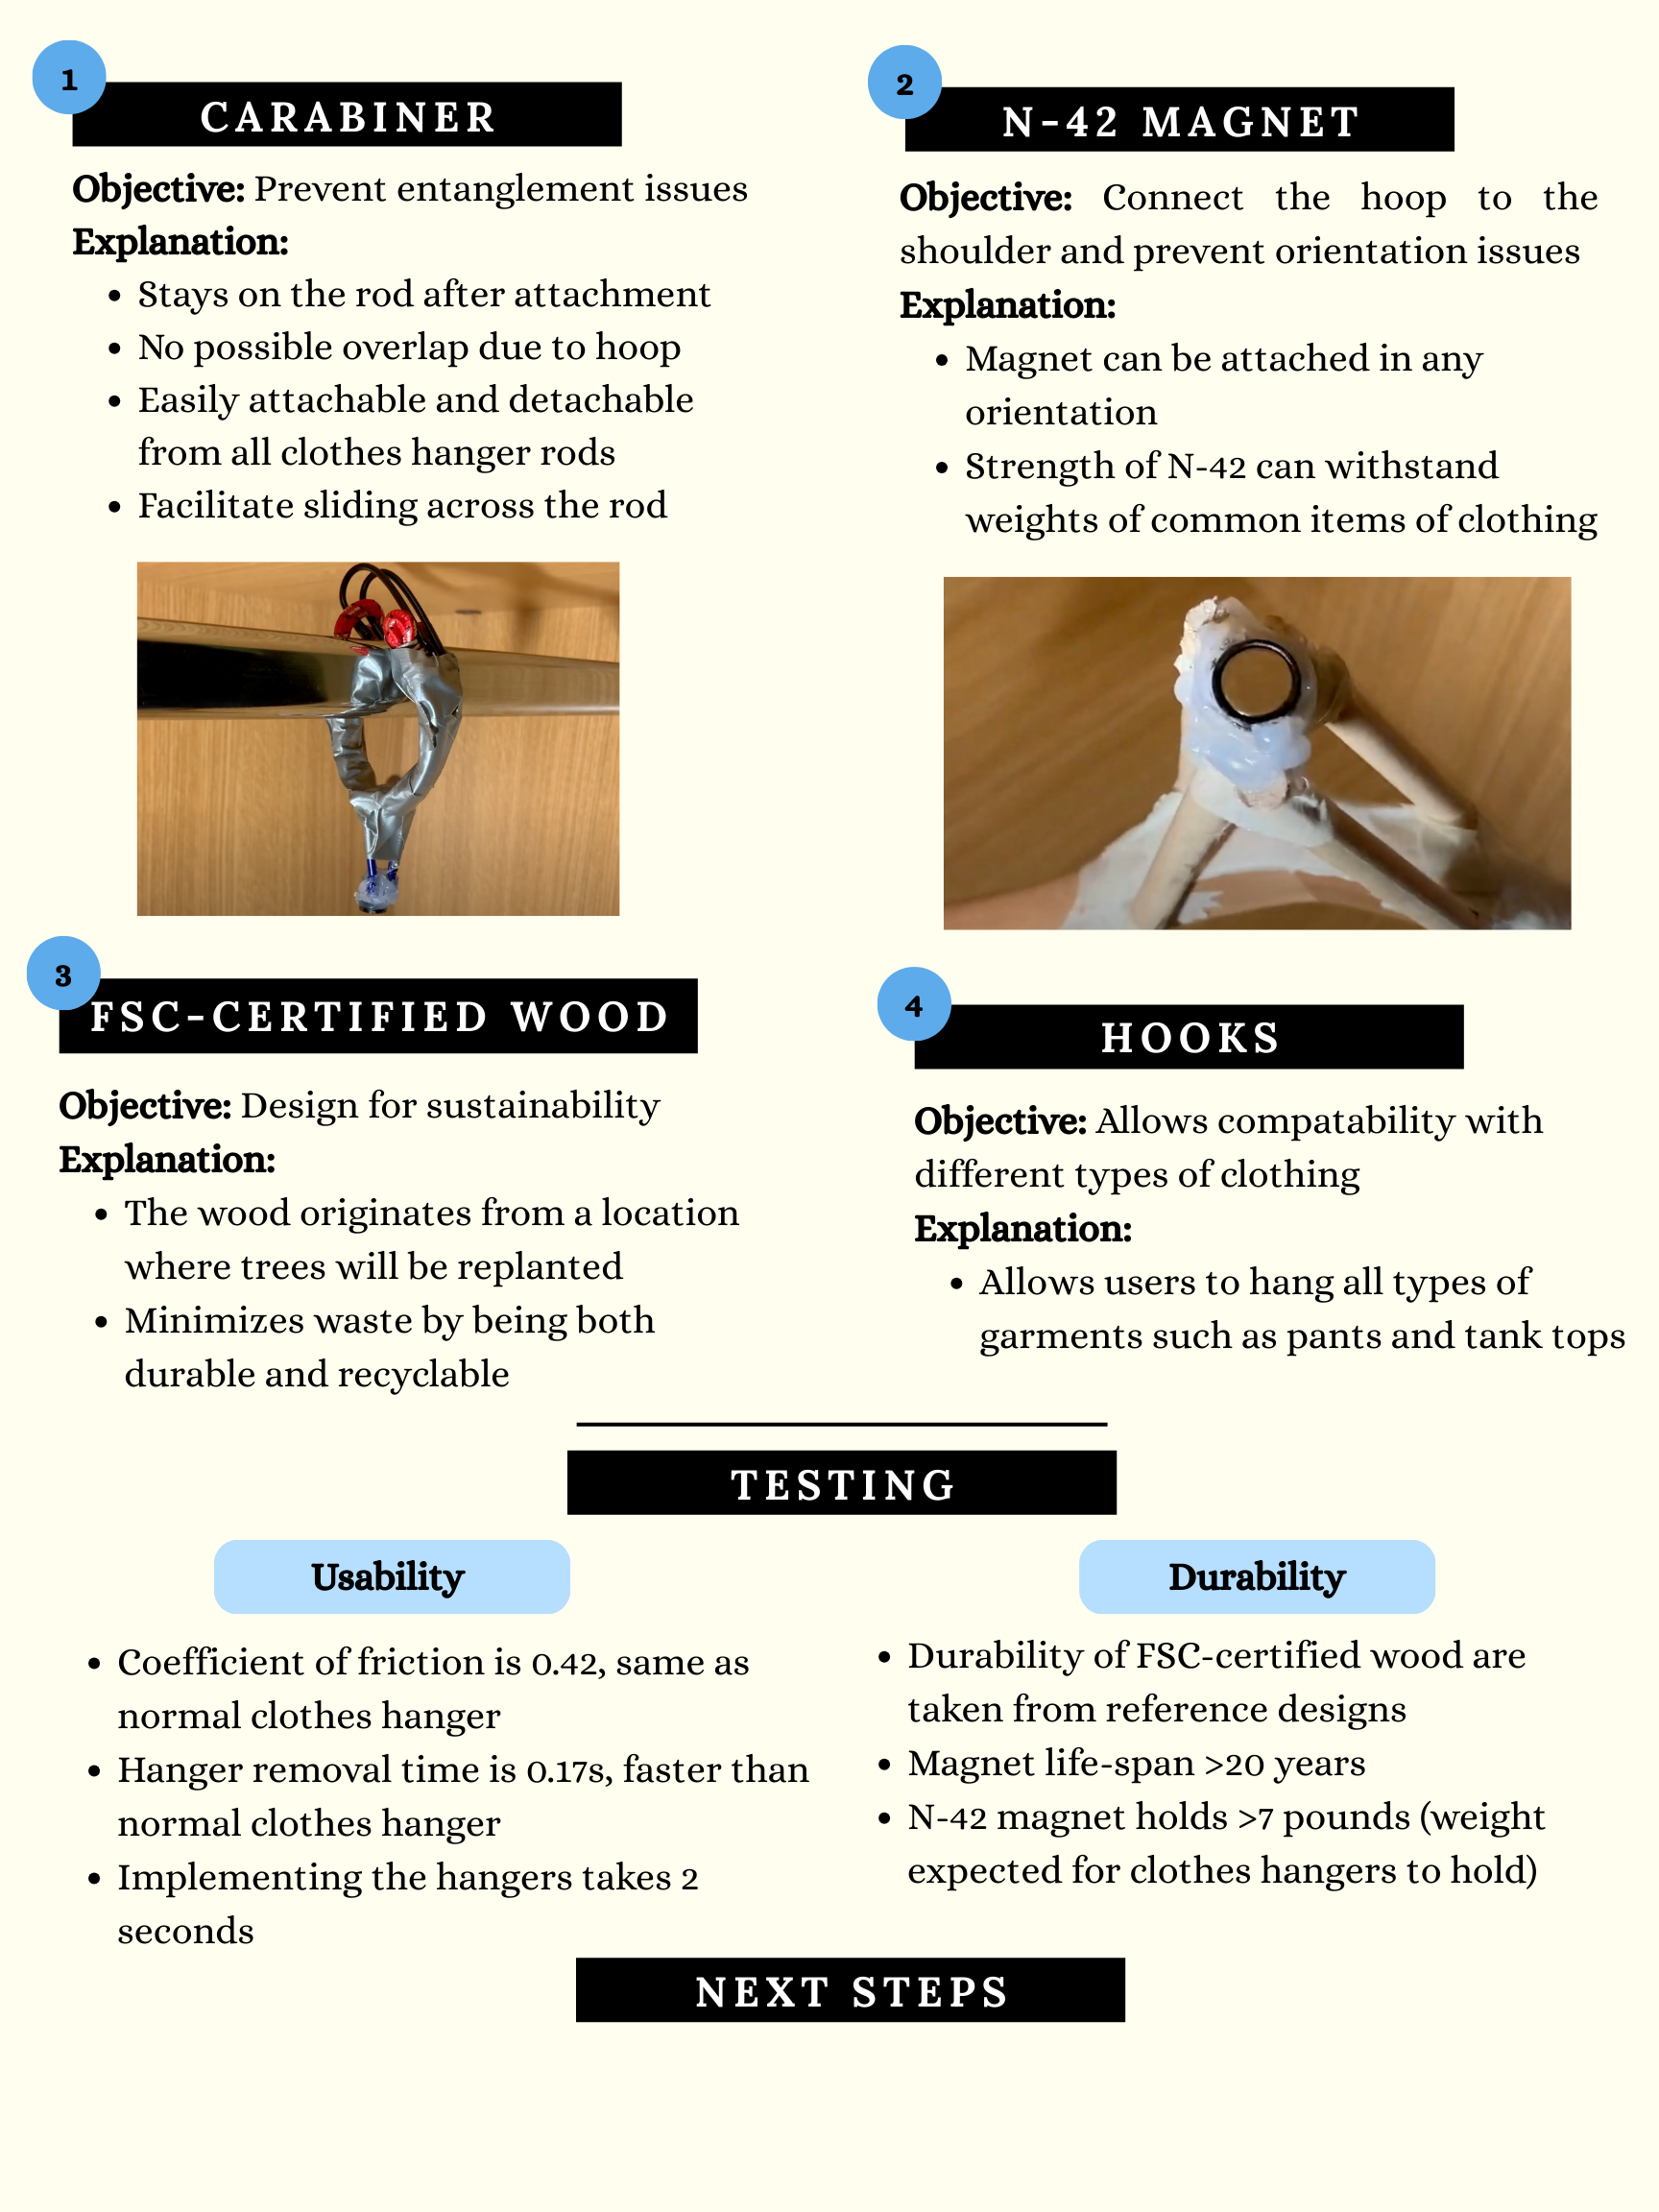 1
CARABINER
Objective: Prevent entanglement issues
Explanation:
• Stays on the rod after attachment
• No possible overlap due to hoop
• Easily attachable and detachable
from all clothes hanger rods
• Facilitate sliding across the rod
2
N-42 MAGNET
Objective: Connect the hoop to the
shoulder and prevent orientation issues
Explanation:
• Magnet can be attached in any
orientation
• Strength of N-42 can withstand
weights of common items of clothing
3
FSC-CERTIFIED WOOD
Objective: Design for sustainability
Explanation:
• The wood originates from a location
where trees will be replanted
• Minimizes waste by being both
durable and recyclable
4
HOOKS
Objective: Allows compatability with
different types of clothing
Explanation:
• Allows users to hang all types of
garments such as pants and tank tops
TESTING
Usability
• Coefficient of friction is 0.42, same as
normal clothes hanger
• Hanger removal time is 0.17s, faster than
normal clothes hanger
• Implementing the hangers takes 2
seconds
Durability
• Durability of FSC-certified wood are
taken from reference designs
• Magnet life-span >20 years
• N-42 magnet holds >7 pounds (weight
expected for clothes hangers to hold)
NEXT STEPS